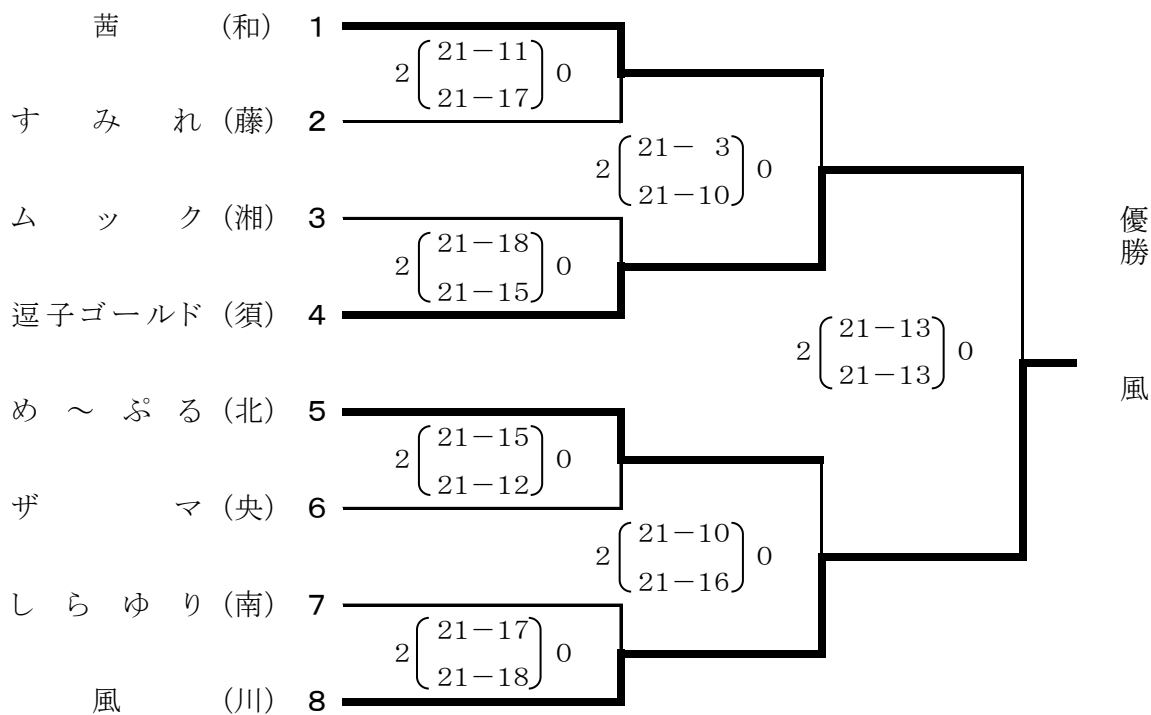 茜 (和) 1
2 21-11 0
21-17
すみれ (藤) 2
2 21- 3 0
21-10
ムック (湘) 3
2 21-18 0
21-15
逗子ゴールド (須) 4
2 21-13 0
21-13
め～ぷる (北) 5
2 21-15 0
21-12
ザマ (央) 6
2 21-10 0
21-16
しらゆり (南) 7
2 21-17 0
21-18
風 (川) 8
優勝
風